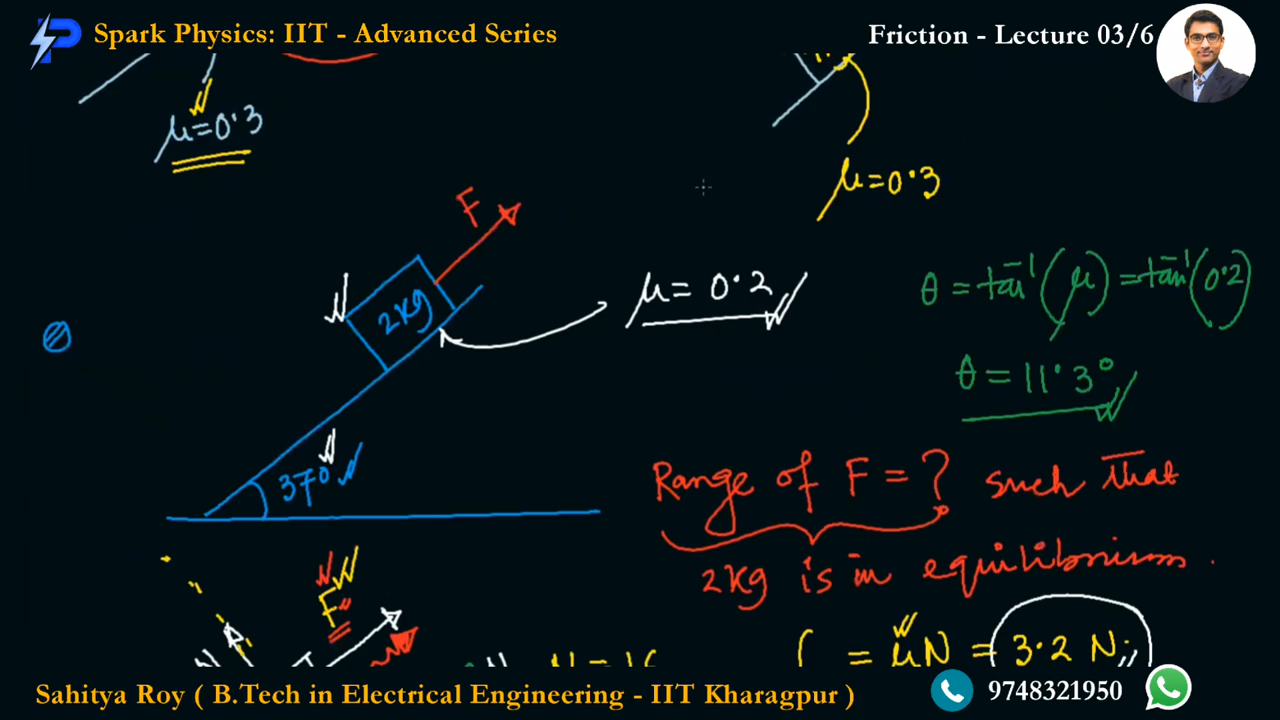 Spark Physics: IIT - Advanced Series
Friction - Lecture 03/6
μ=0.3
μ=0.3
F
2kg
μ= 0.2
θ = tan⁻¹(μ) = tan⁻¹(0.2)
θ = 11.3°
37°
Range of F = ? such that
2kg is in equilibrium.
F
= μN = 3.2 N
Sahitya Roy ( B.Tech in Electrical Engineering - IIT Kharagpur )
9748321950